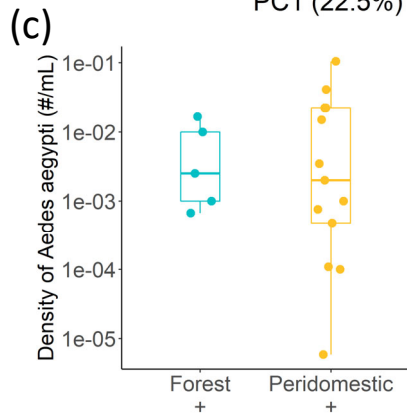 PC1 (22.5%)
(c)
Density of Aedes aegypti (#/mL)
1e-01
1e-02
1e-03
1e-04
1e-05
Forest Peridomestic
+ +